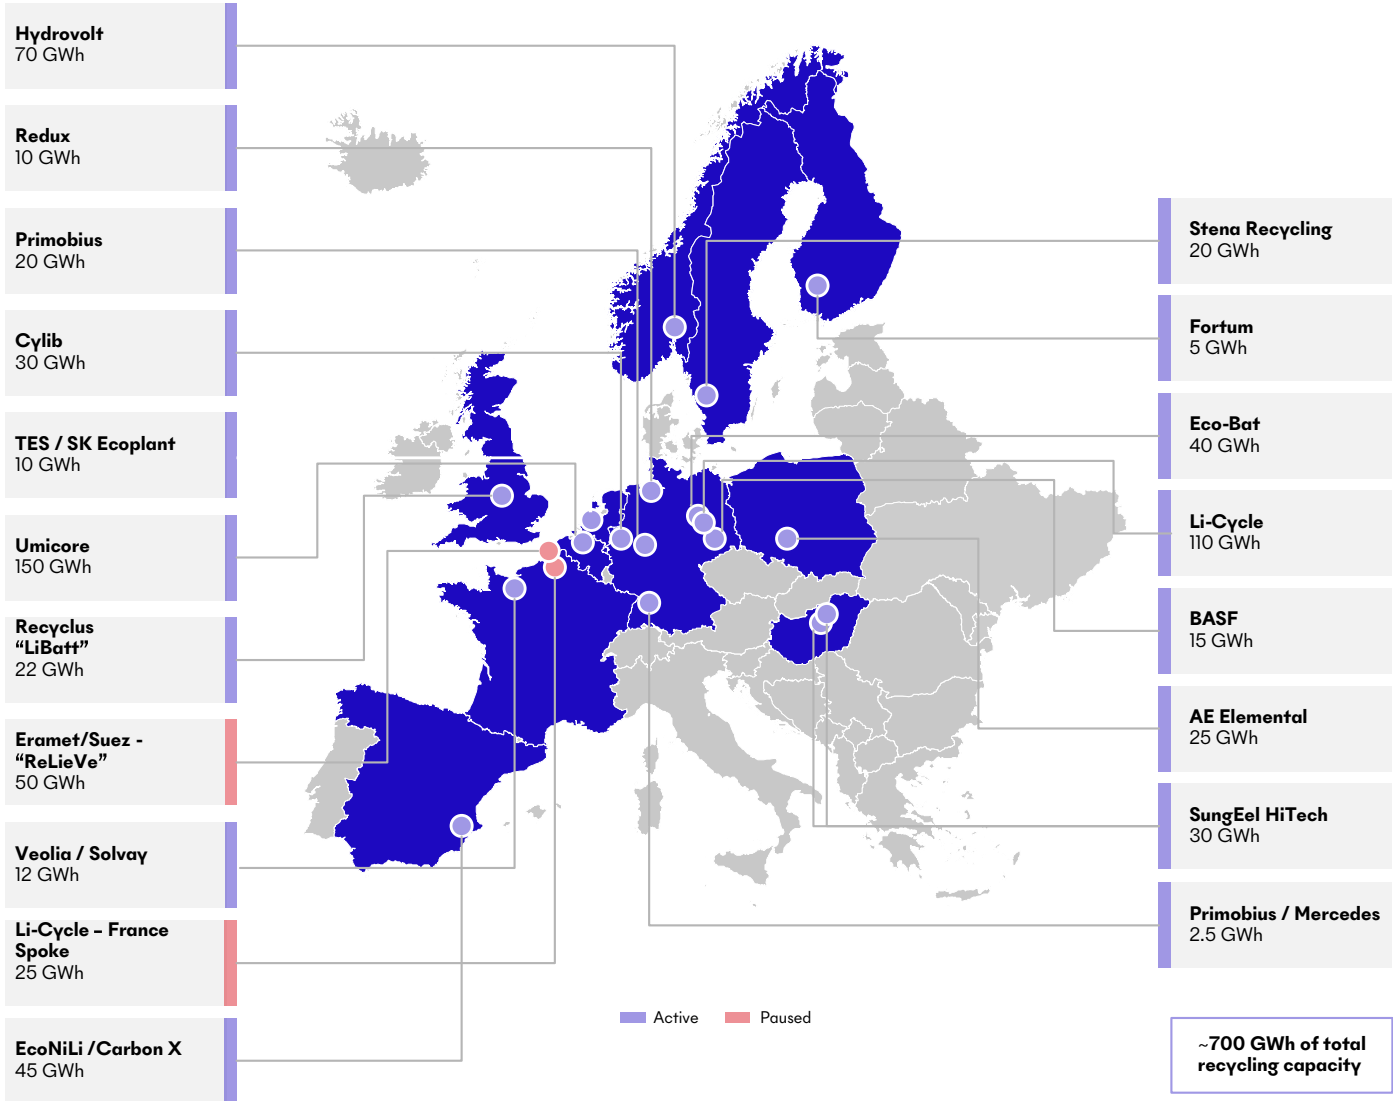 Hydrovolt
70 GWh
Redux
10 GWh
Primobius
20 GWh
Cylib
30 GWh
TES / SK Ecoplant
10 GWh
Umicore
150 GWh
Recyclus
“LiBatt”
22 GWh
Eramet/Suez -
“ReLieVe”
50 GWh
Veolia / Solvay
12 GWh
Li-Cycle – France
Spoke
25 GWh
EcoNiLi /Carbon X
45 GWh
Stena Recycling
20 GWh
Fortum
5 GWh
Eco-Bat
40 GWh
Li-Cycle
110 GWh
BASF
15 GWh
AE Elemental
25 GWh
SungEel HiTech
30 GWh
Primobius / Mercedes
2.5 GWh
Active
Paused
~700 GWh of total
recycling capacity